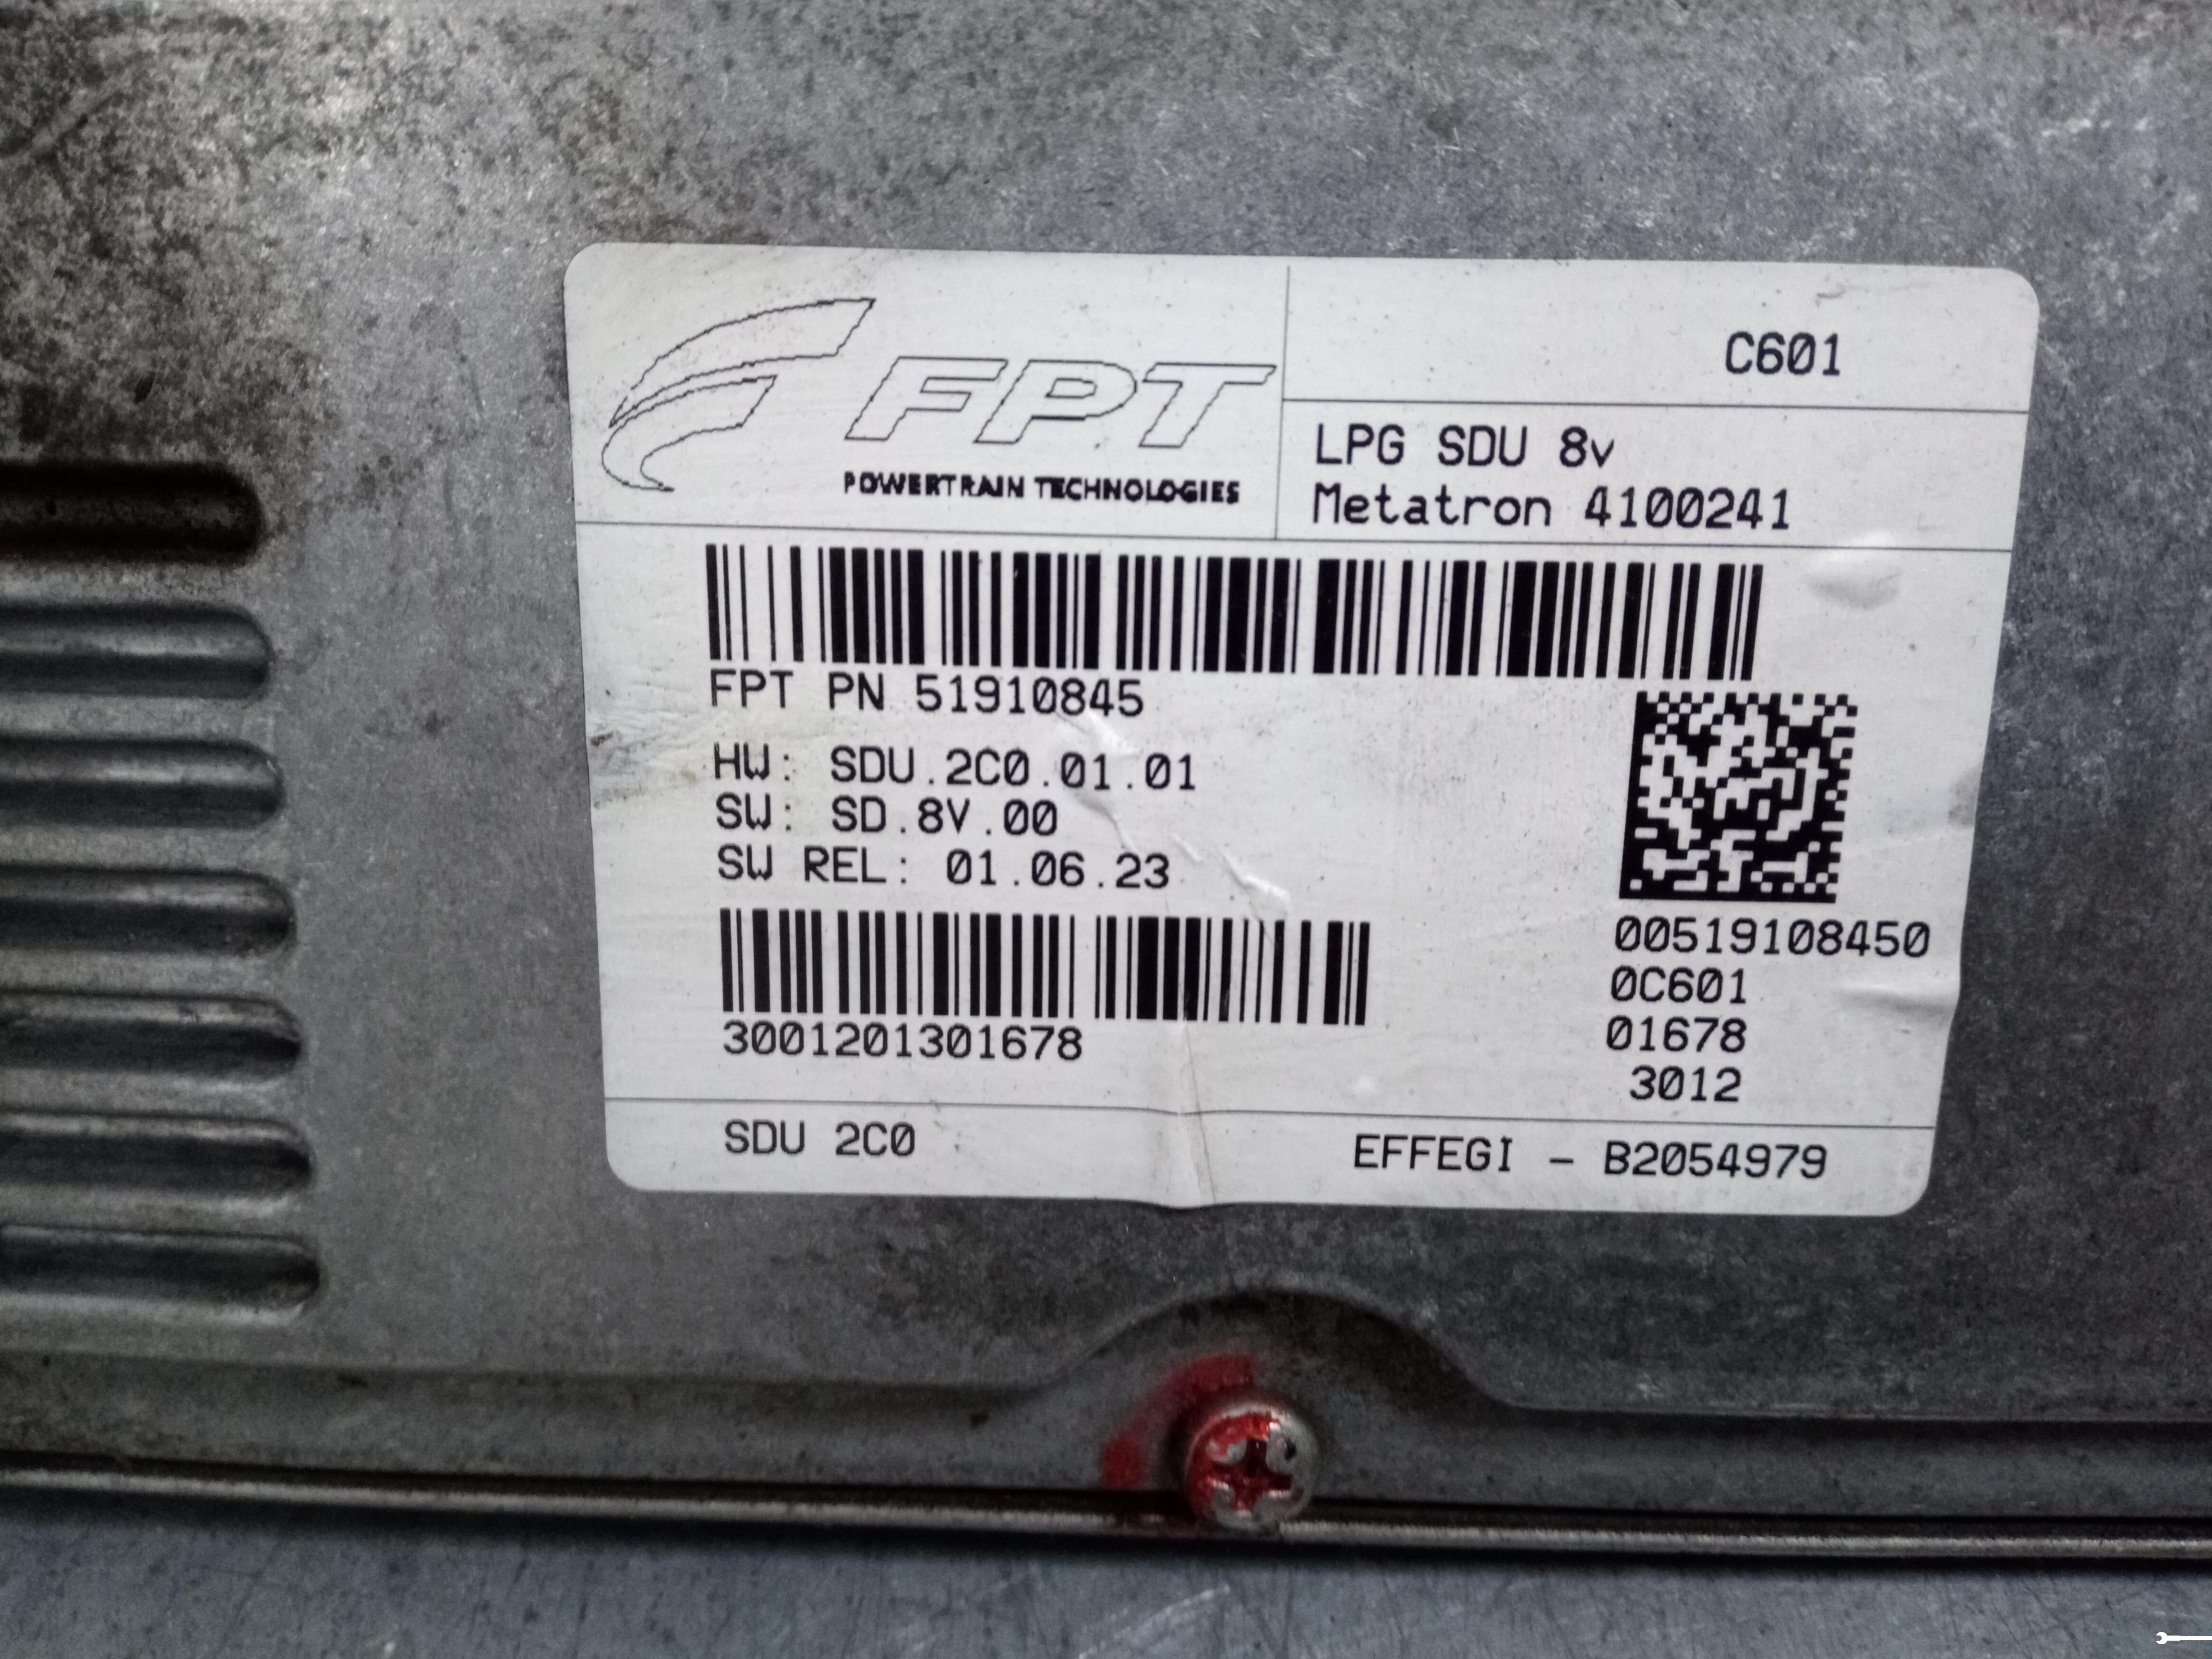 FPT
POWERTRAIN TECHNOLOGIES
C601
LPG SDU 8v
Metatron 4100241
FPT PN 51910845
HW: SDU.2C0.01.01
SW: SD.8V.00
SW REL: 01.06.23
3001201301678
00519108450
0C601
01678
3012
SDU 2C0
EFFEGI - B2054979